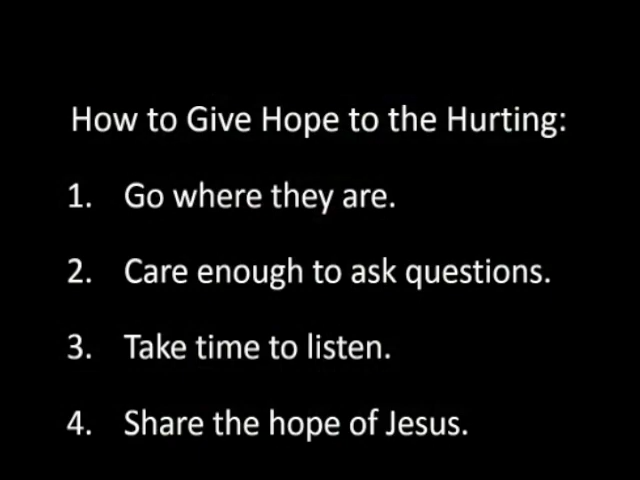 How to Give Hope to the Hurting:
1. Go where they are.
2. Care enough to ask questions.
3. Take time to listen.
4. Share the hope of Jesus.